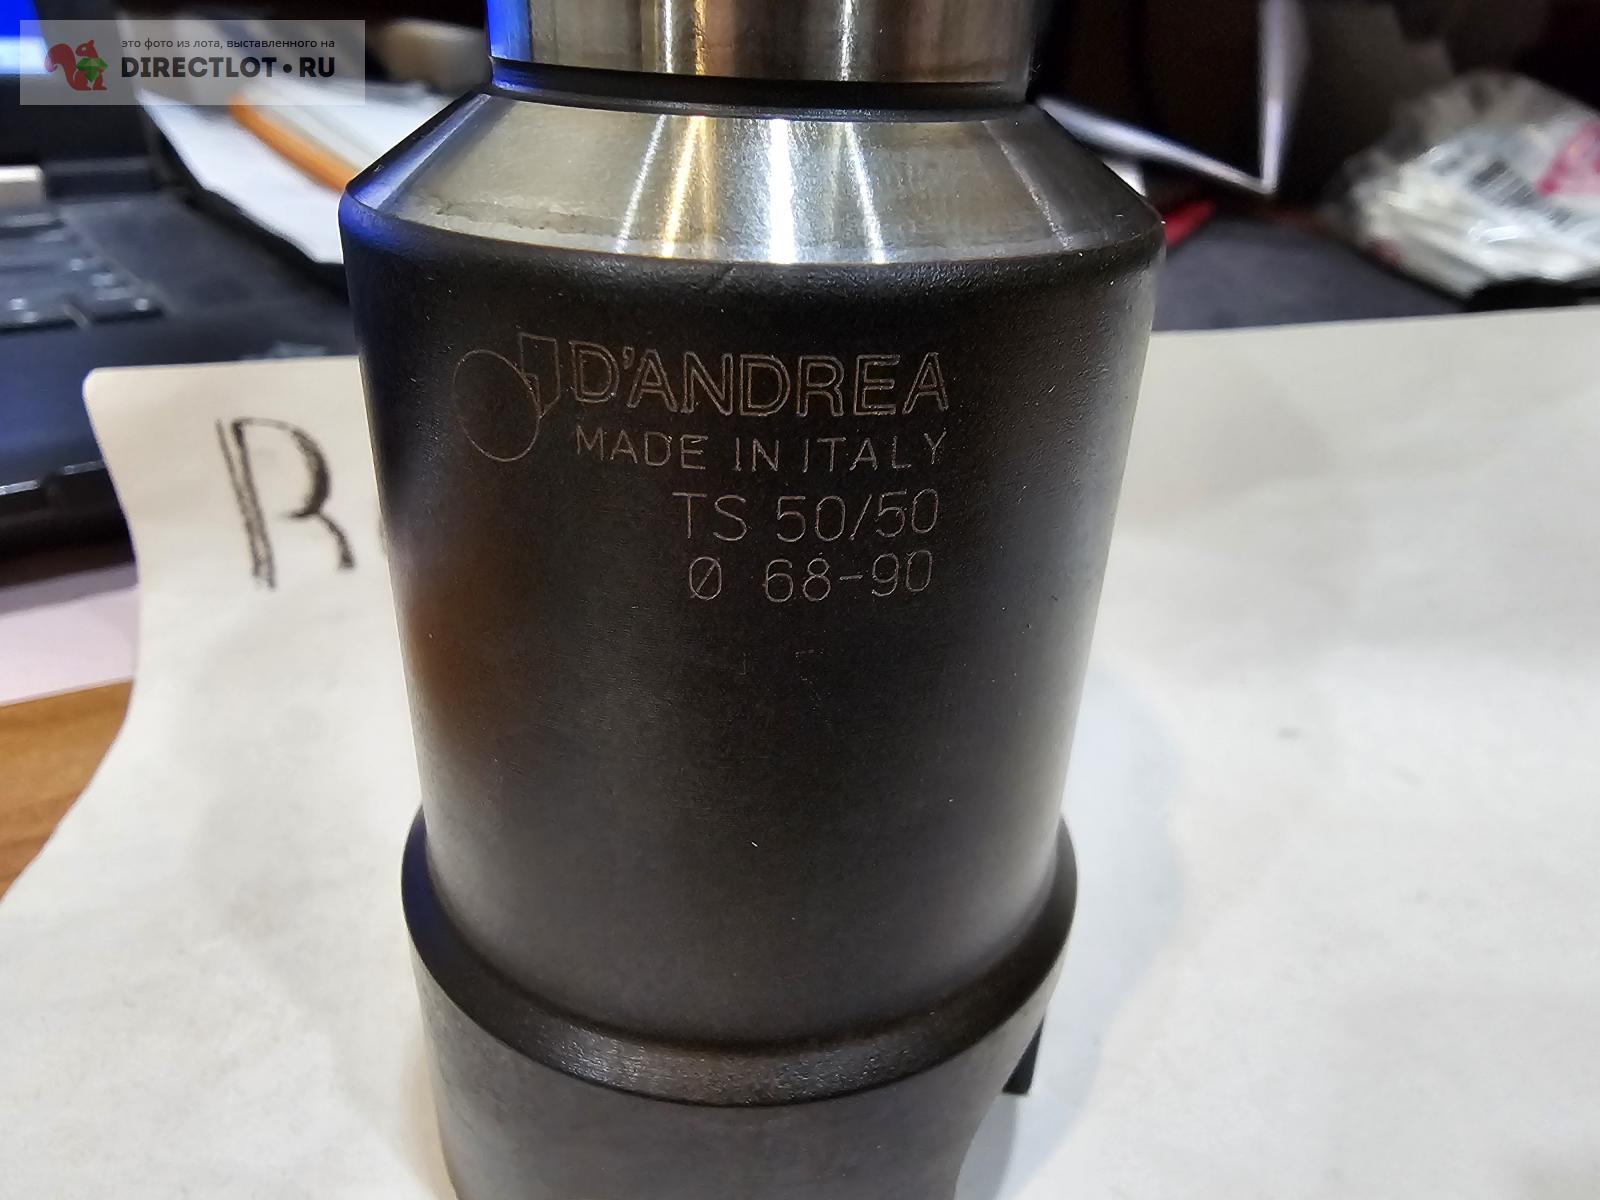 это фото из лота, выставленного на
DIRECTLOT•RU
D'ANDREA
MADE IN ITALY
TS 50/50
Ø 68-90
R